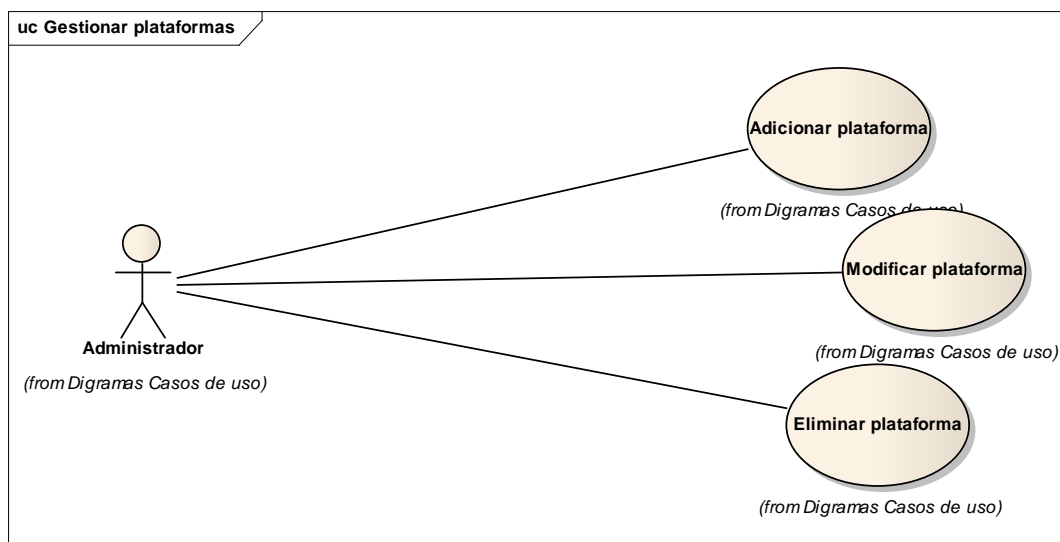 uc Gestionar plataformas
Adicionar plataforma
(from Digramas Casos de uso)
Modificar plataforma
(from Digramas Casos de uso)
Administrador
(from Digramas Casos de uso)
Eliminar plataforma
(from Digramas Casos de uso)